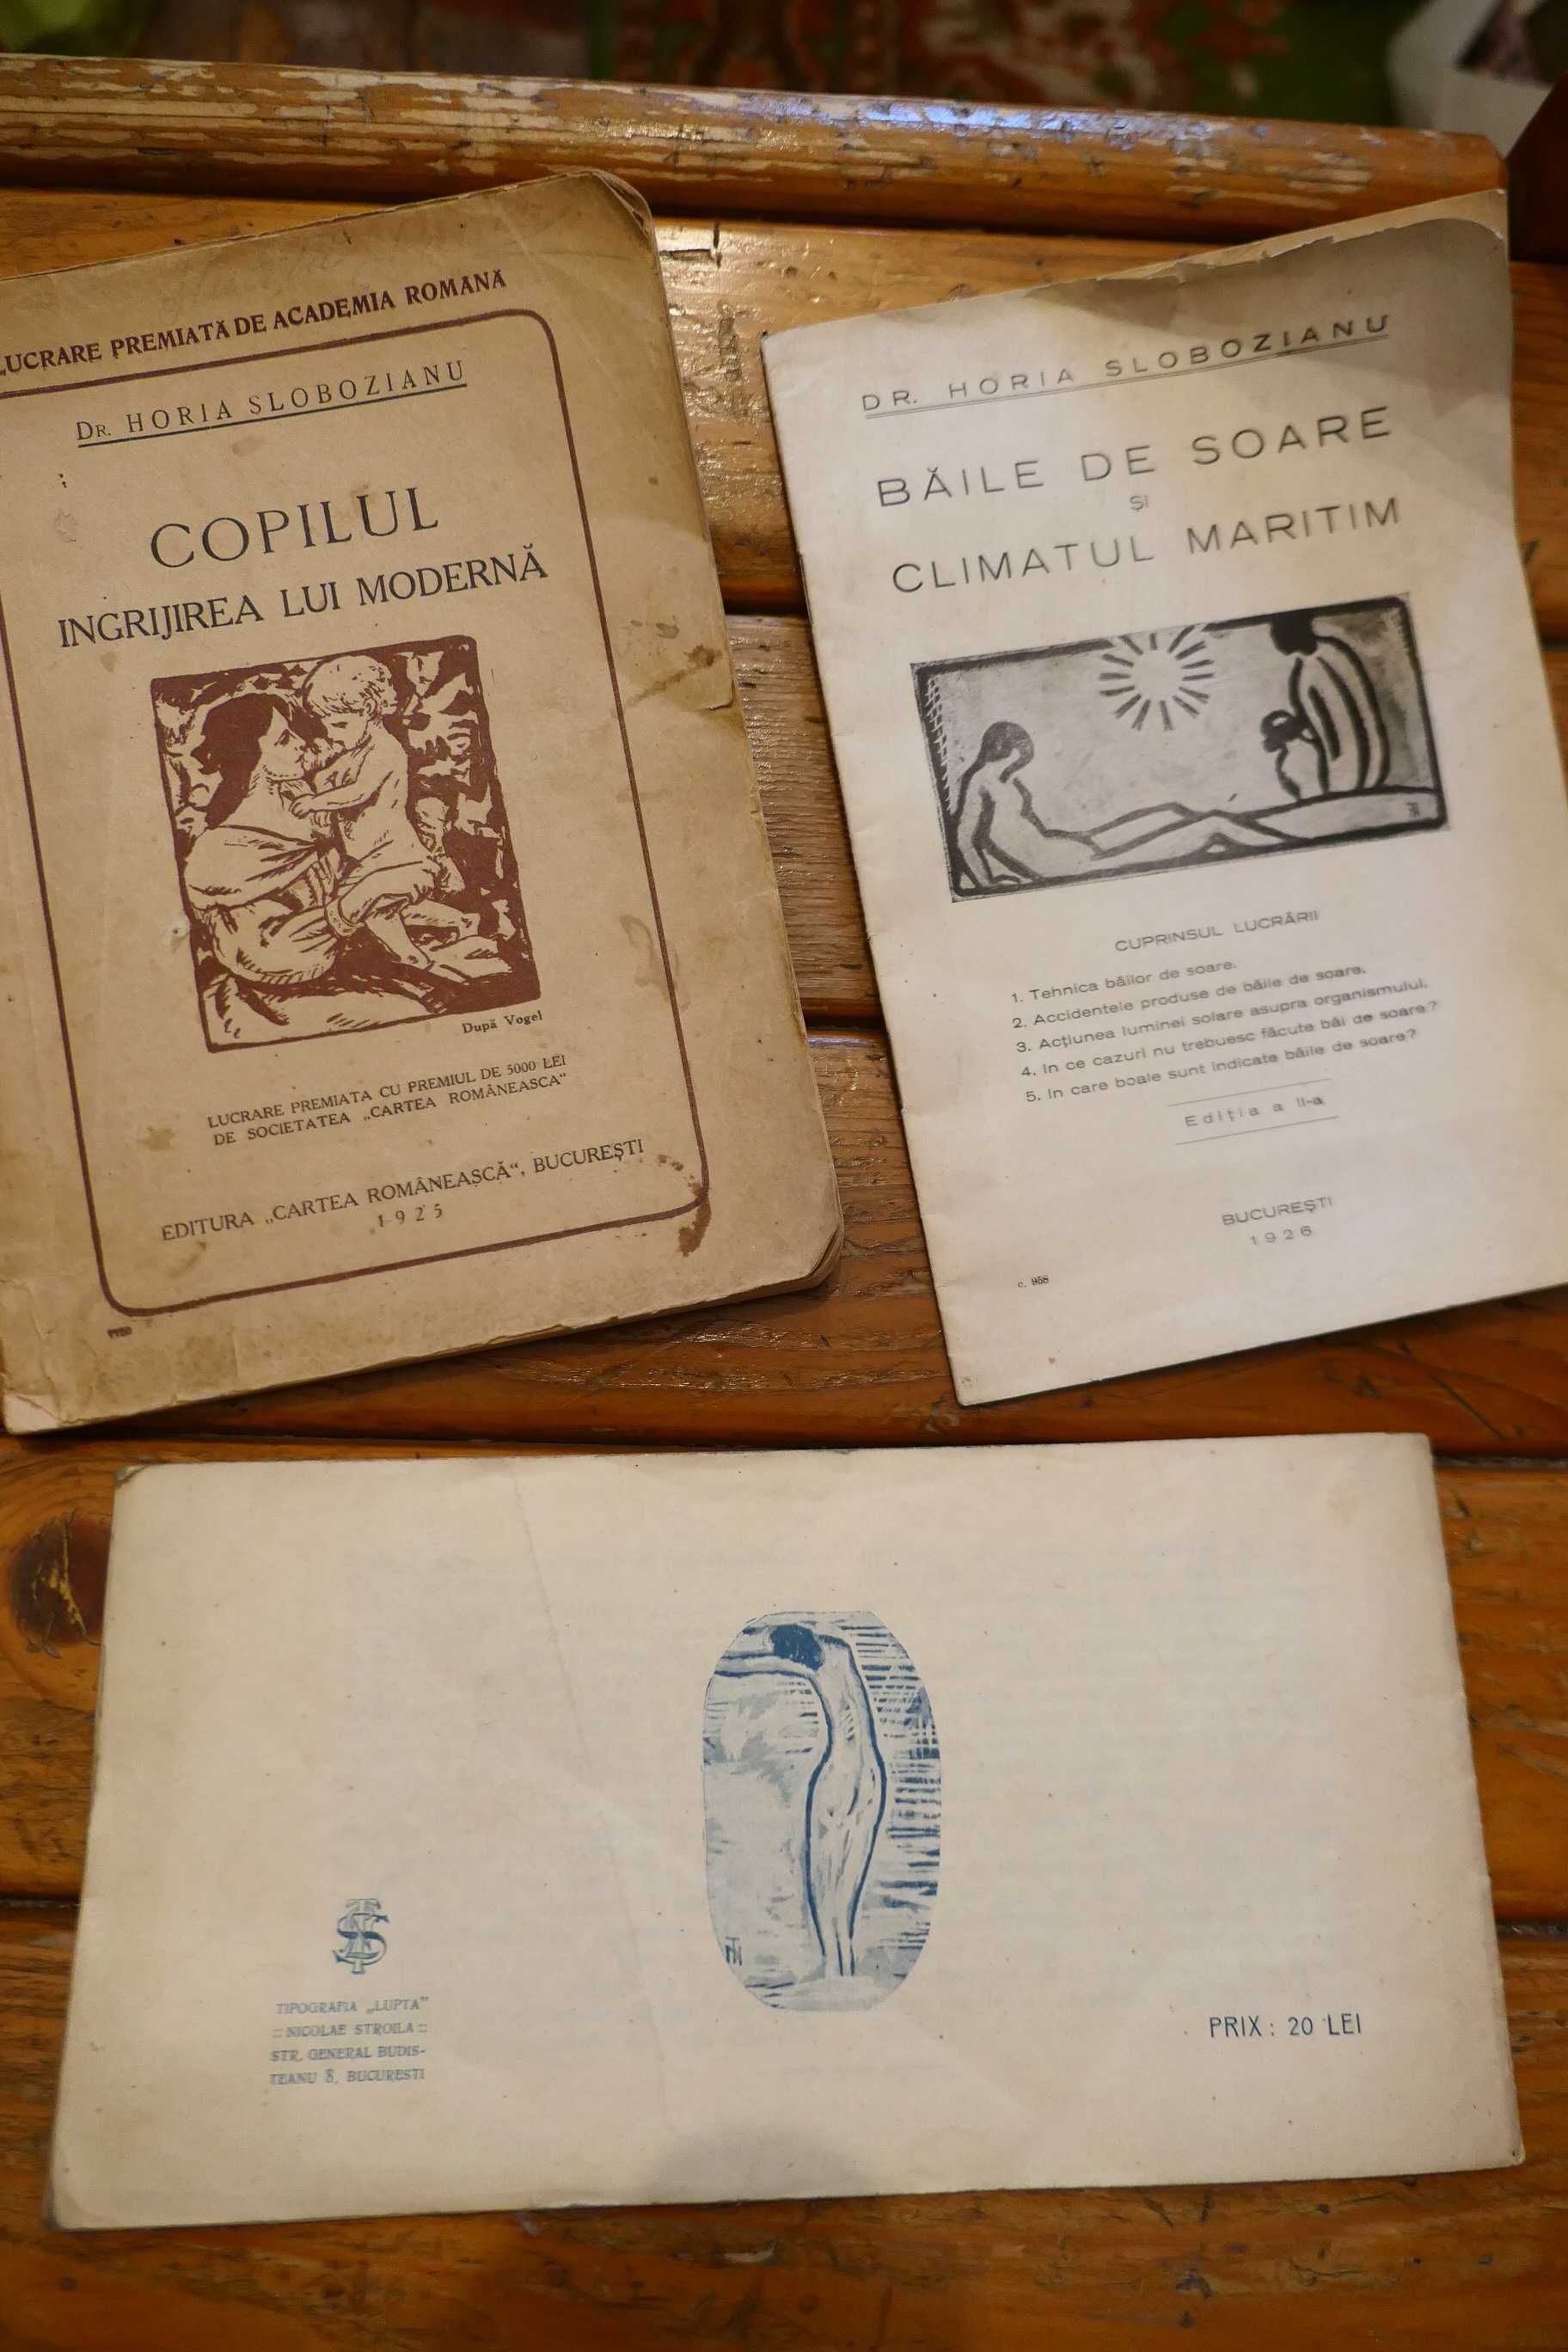 LUCRARE PREMIATĂ DE ACADEMIA ROMANĂ
DR. HORIA SLOBOZIANU
COPILUL
INGRIJIREA LUI MODERNĂ
După Vogel
LUCRARE PREMIATA CU PREMIUL DE 5000 LEI
DE SOCIETATEA „CARTEA ROMÂNEASCA“
EDITURA „CARTEA ROMÂNEASCĂ“, BUCUREȘTI
1925
DR. HORIA SLOBOZIANU
BĂILE DE SOARE
ȘI
CLIMATUL MARITIM
CUPRINSUL LUCRĂRII
1. Tehnica băilor de soare.
2. Accidentele produse de băile de soare.
3. Acțiunea luminei solare asupra organismului.
4. In ce cazuri nu trebuesc făcute băi de soare?
5. In care boale sunt indicate băile de soare?
Ediția a II-a
BUCUREȘTI
1926
c. 958
TIPOGRAFIA „LUPTA”
:: NICOLAE STROILA ::
STR. GENERAL BUDIS-
TEANU 8, BUCURESTI
PRIX : 20 LEI